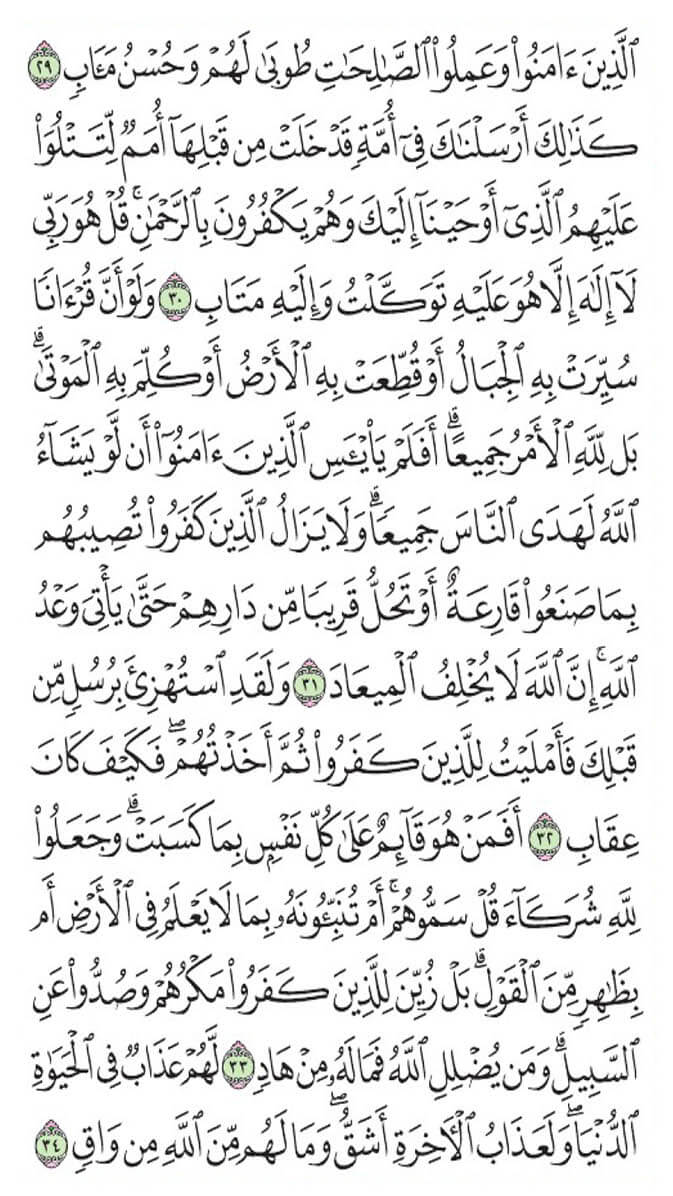 ٱلَّذِينَ ءَامَنُوا۟ وَعَمِلُوا۟ ٱلصَّٰلِحَٰتِ طُوبَىٰ لَهُمْ وَحُسْنُ مَـَٔابٍ ٢٩
كَذَٰلِكَ أَرْسَلْنَٰكَ فِىٓ أُمَّةٍ قَدْ خَلَتْ مِن قَبْلِهَآ أُمَمٌ لِّتَتْلُوَا۟
عَلَيْهِمُ ٱلَّذِىٓ أَوْحَيْنَآ إِلَيْكَ وَهُمْ يَكْفُرُونَ بِٱلرَّحْمَٰنِ ۚ قُلْ هُوَ رَبِّى
لَآ إِلَٰهَ إِلَّا هُوَ عَلَيْهِ تَوَكَّلْتُ وَإِلَيْهِ مَتَابِ ٣٠ وَلَوْ أَنَّ قُرْءَانًا
سُيِّرَتْ بِهِ ٱلْجِبَالُ أَوْ قُطِّعَتْ بِهِ ٱلْأَرْضُ أَوْ كُلِّمَ بِهِ ٱلْمَوْتَىٰ ۗ
بَل لِّلَّهِ ٱلْأَمْرُ جَمِيعًا ۗ أَفَلَمْ يَا۟يْـَٔسِ ٱلَّذِينَ ءَامَنُوٓا۟ أَن لَّوْ يَشَآءُ
ٱللَّهُ لَهَدَى ٱلنَّاسَ جَمِيعًا ۗ وَلَا يَزَالُ ٱلَّذِينَ كَفَرُوا۟ تُصِيبُهُم
بِمَا صَنَعُوا۟ قَارِعَةٌ أَوْ تَحُلُّ قَرِيبًا مِّن دَارِهِمْ حَتَّىٰ يَأْتِىَ وَعْدُ
ٱللَّهِ ۚ إِنَّ ٱللَّهَ لَا يُخْلِفُ ٱلْمِيعَادَ ٣١ وَلَقَدِ ٱسْتُهْزِئَ بِرُسُلٍ مِّن
قَبْلِكَ فَأَمْلَيْتُ لِلَّذِينَ كَفَرُوا۟ ثُمَّ أَخَذْتُهُمْ ۖ فَكَيْفَ كَانَ
عِقَابِ ٣٢ أَفَمَنْ هُوَ قَآئِمٌ عَلَىٰ كُلِّ نَفْسٍۭ بِمَا كَسَبَتْ ۗ وَجَعَلُوا۟
لِلَّهِ شُرَكَآءَ قُلْ سَمُّوهُمْ ۚ أَمْ تُنَبِّـُٔونَهُۥ بِمَا لَا يَعْلَمُ فِى ٱلْأَرْضِ أَم
بِظَٰهِرٍ مِّنَ ٱلْقَوْلِ ۗ بَلْ زُيِّنَ لِلَّذِينَ كَفَرُوا۟ مَكْرُهُمْ وَصُدُّوا۟ عَنِ
ٱلسَّبِيلِ ۗ وَمَن يُضْلِلِ ٱللَّهُ فَمَا لَهُۥ مِنْ هَادٍ ٣٣ لَّهُمْ عَذَابٌ فِى ٱلْحَيَوٰةِ
ٱلدُّنْيَا ۖ وَلَعَذَابُ ٱلْـَٔاخِرَةِ أَشَقُّ ۖ وَمَا لَهُم مِّنَ ٱللَّهِ مِن وَاقٍ ٣٤